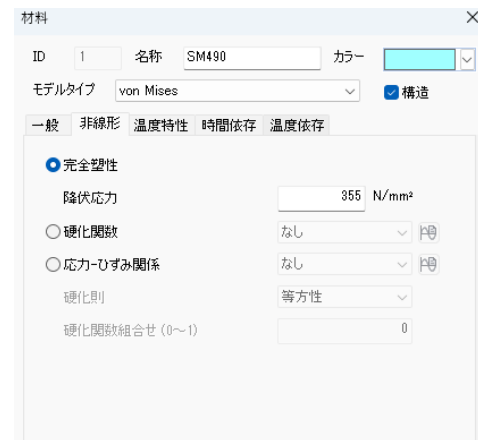 材料
ID 1 名称 SM490 カラー
モデルタイプ von Mises 構造
一般 非線形 温度特性 時間依存 温度依存
完全塑性
降伏応力 355 N/mm²
硬化関数 なし
応力-ひずみ関係 なし
硬化則 等方性
硬化関数組合せ (0～1) 0